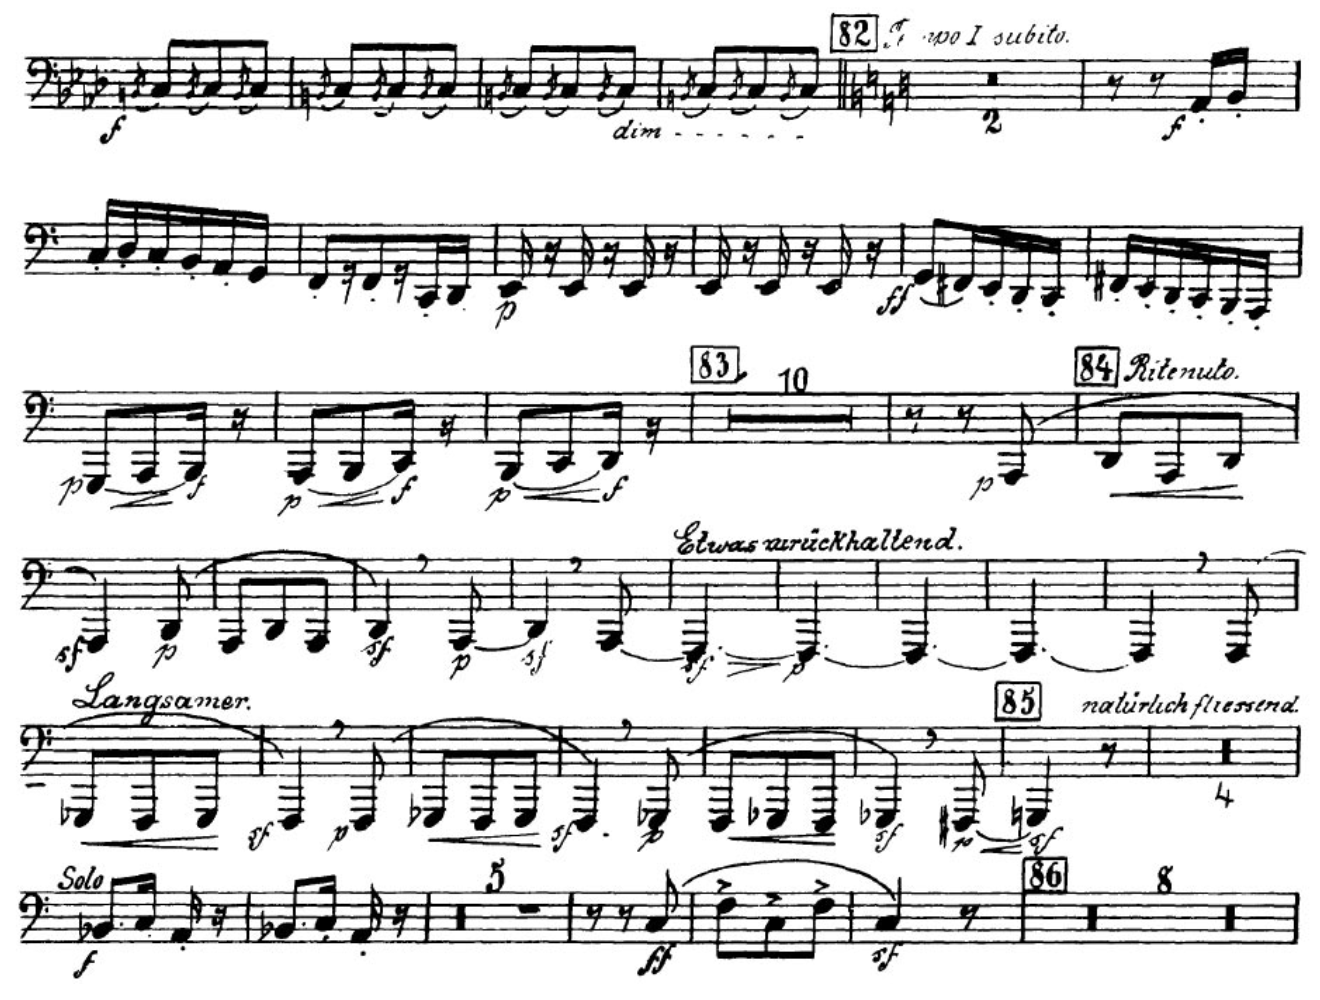 82 Tempo I subito.
f dim - - - - - - 2 f
p ff
83 10 84 Ritenuto.
p f p f p f p
Etwas zurückhaltend.
sf p sf p sf sf p
Langsamer. 85 natürlich fliessend.
sf p sf p sf p sf 4
Solo 5 86 8
f ff sf